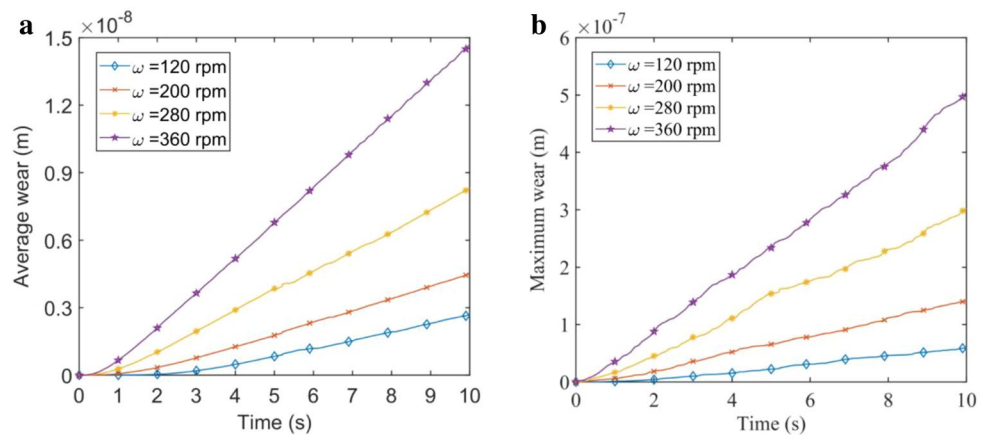 a
×10⁻⁸
1.5
1.2
0.9
0.6
0.3
0
Average wear (m)
ω =120 rpm
ω =200 rpm
ω =280 rpm
ω =360 rpm
0 1 2 3 4 5 6 7 8 9 10
Time (s)
b
×10⁻⁷
6
5
4
3
2
1
0
Maximum wear (m)
ω =120 rpm
ω =200 rpm
ω =280 rpm
ω =360 rpm
0 2 4 6 8 10
Time (s)